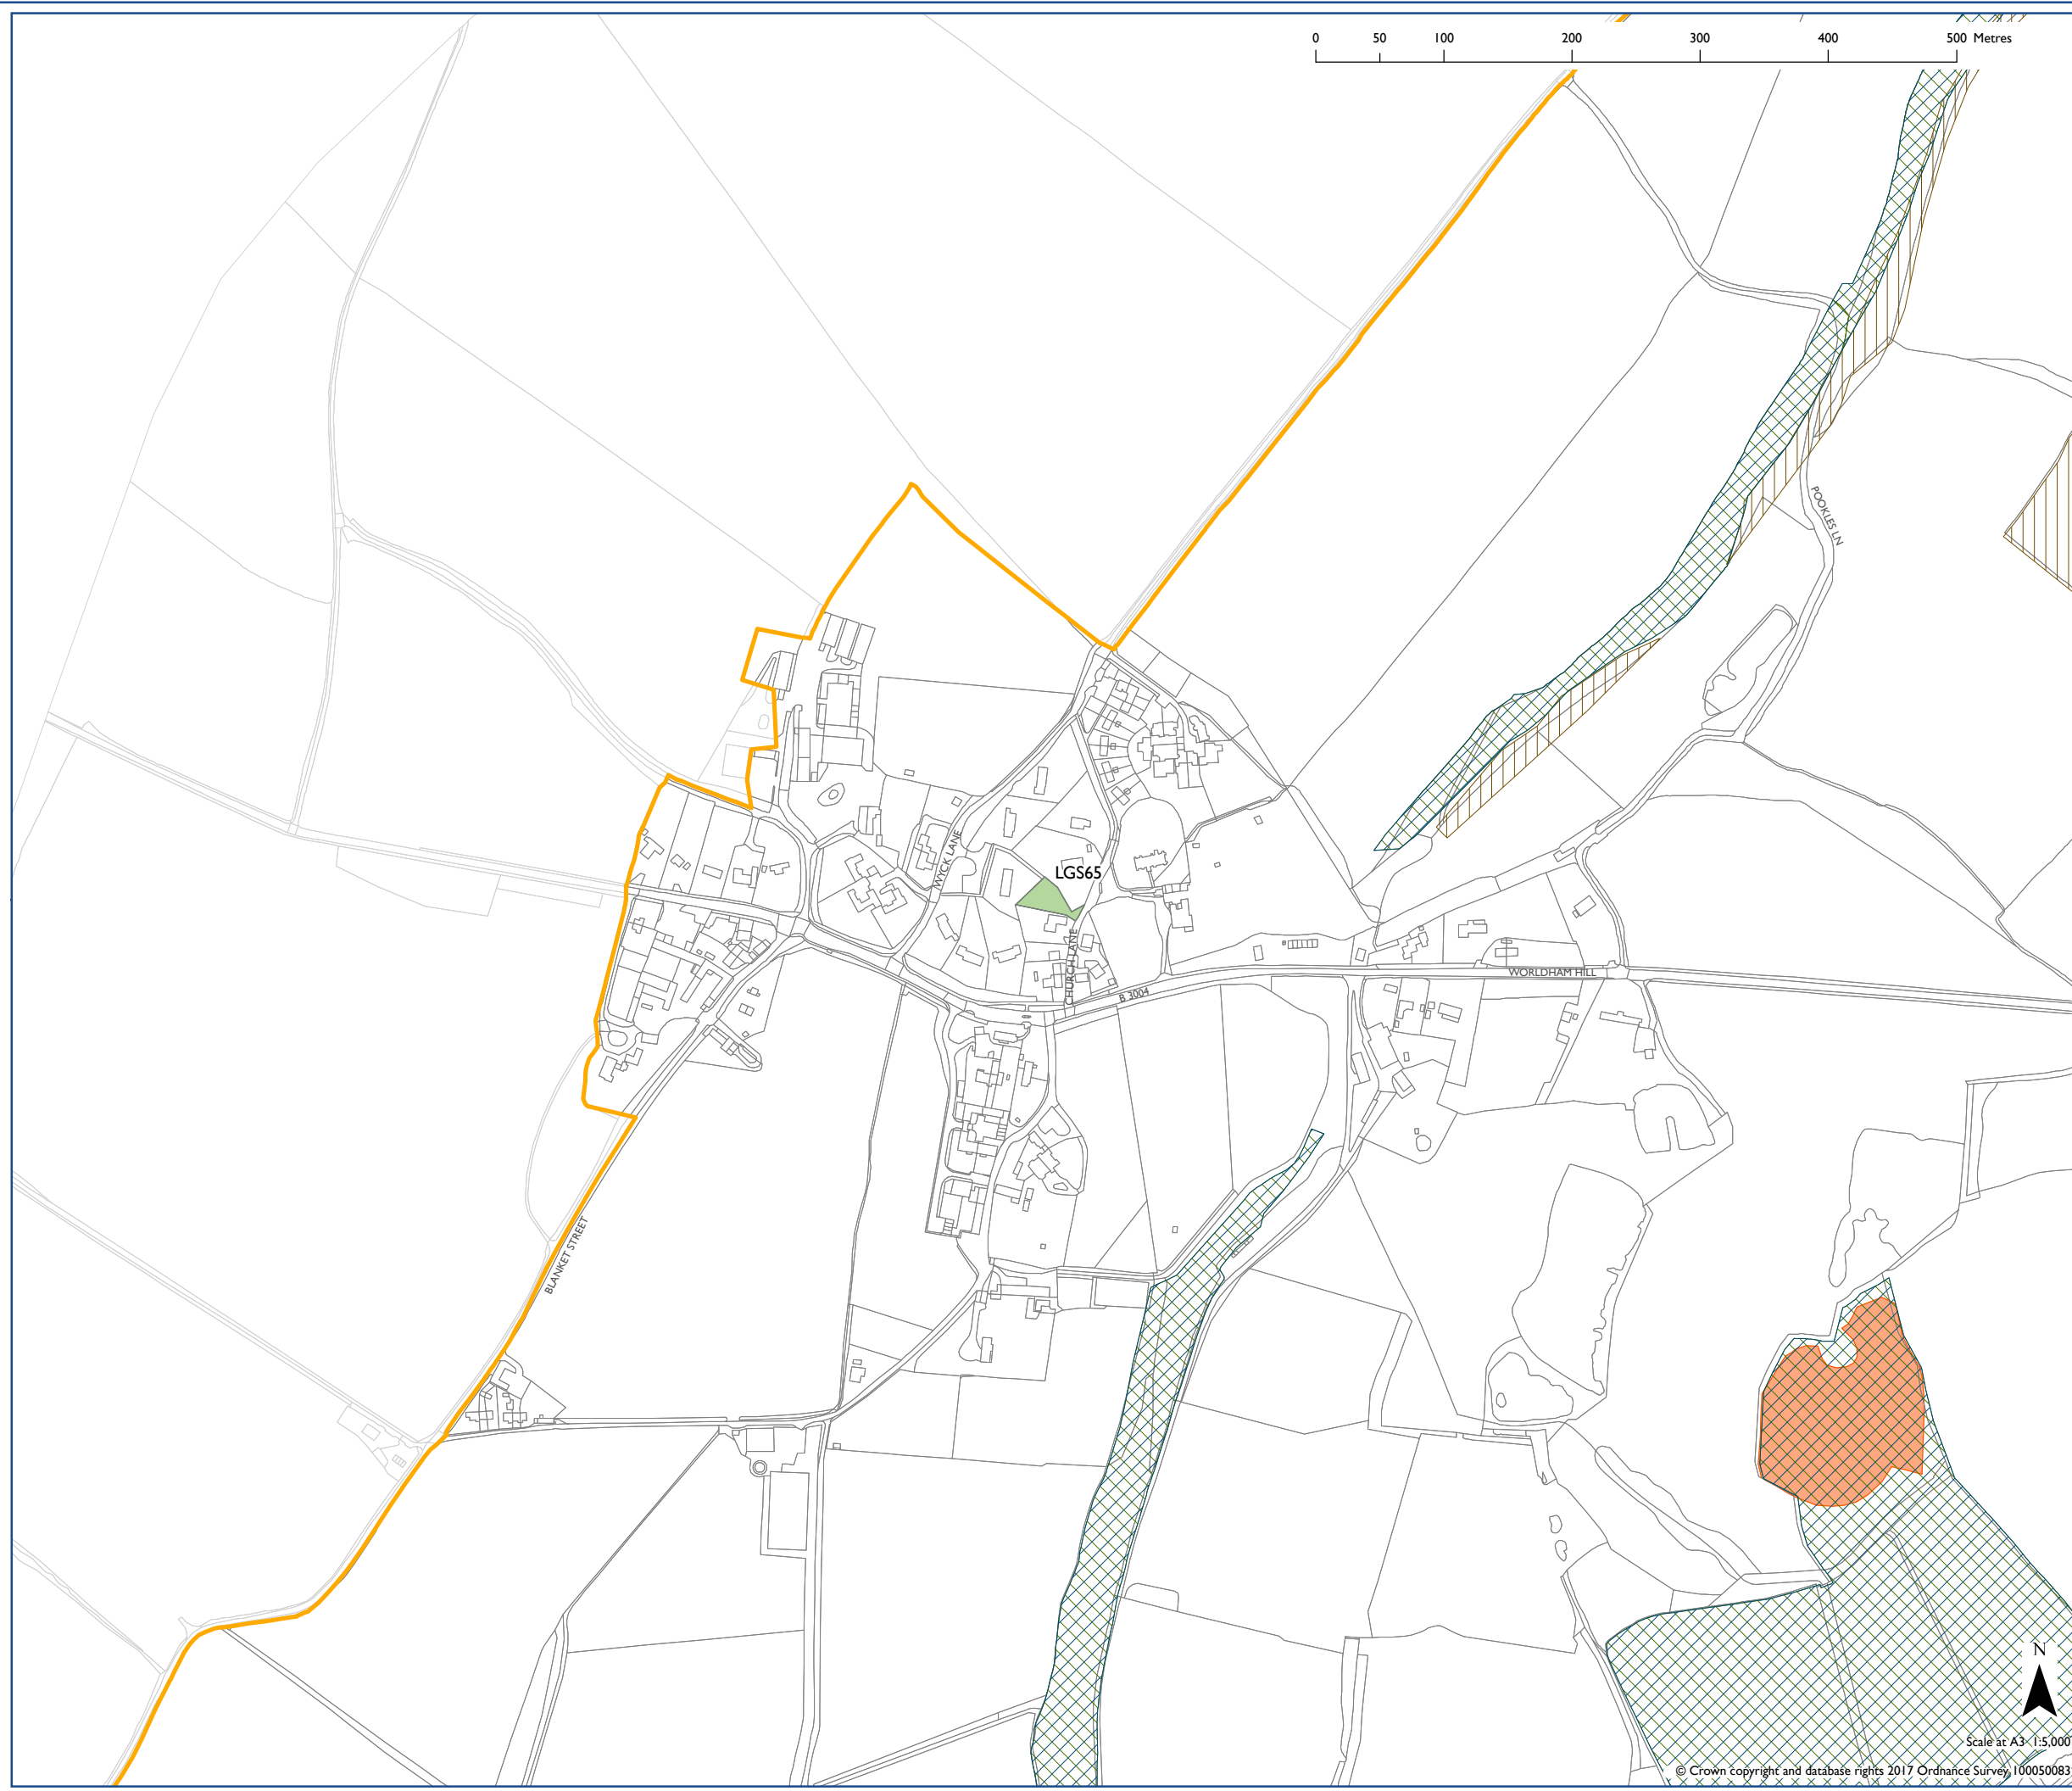 0 50 100 200 300 400 500 Metres
POOKLES LN
WYCK LANE
LGS65
CHURCH LANE
B 3004
WORLDHAM HILL
BLANKET STREET
N
Scale at A3 1:5,000
© Crown copyright and database rights 2017 Ordnance Survey 100050083